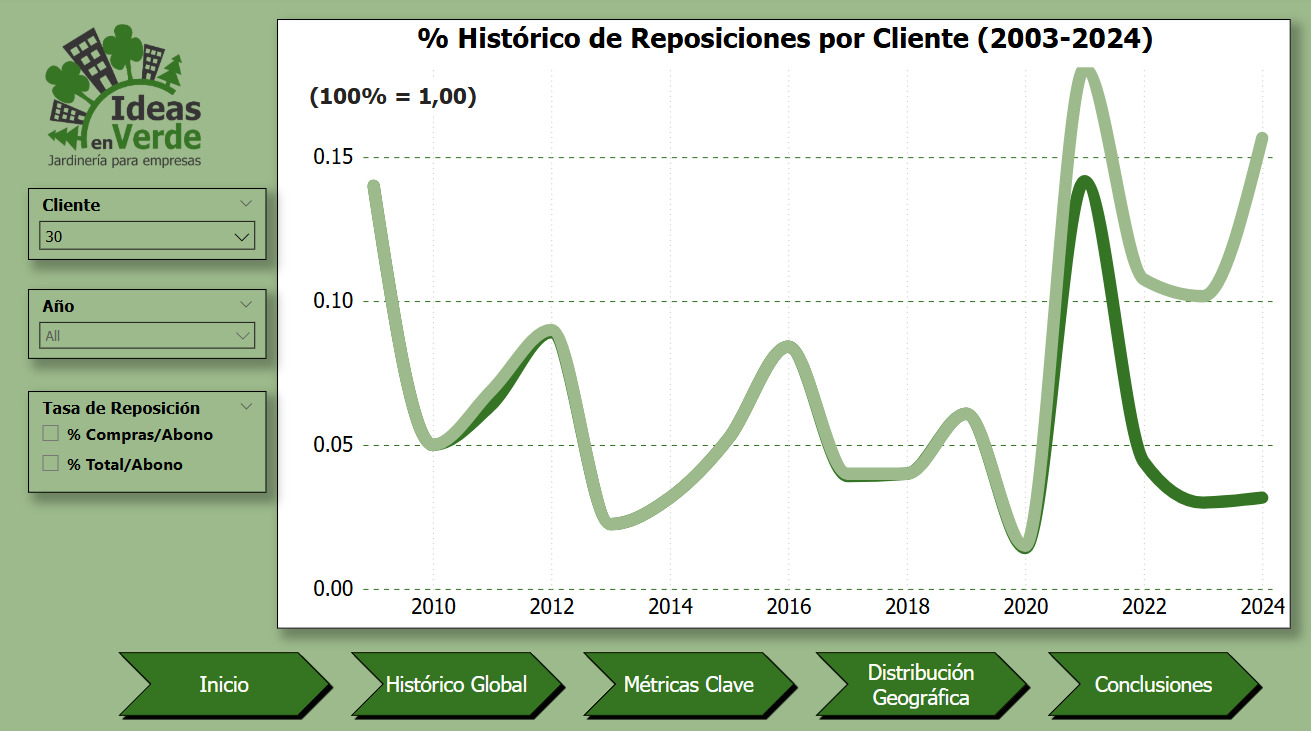 Ideas
enVerde
Jardinería para empresas
Cliente
30
Año
All
Tasa de Reposición
% Compras/Abono
% Total/Abono
% Histórico de Reposiciones por Cliente (2003-2024)
(100% = 1,00)
0.15
0.10
0.05
0.00
2010 2012 2014 2016 2018 2020 2022 2024
Inicio
Histórico Global
Métricas Clave
Distribución
Geográfica
Conclusiones